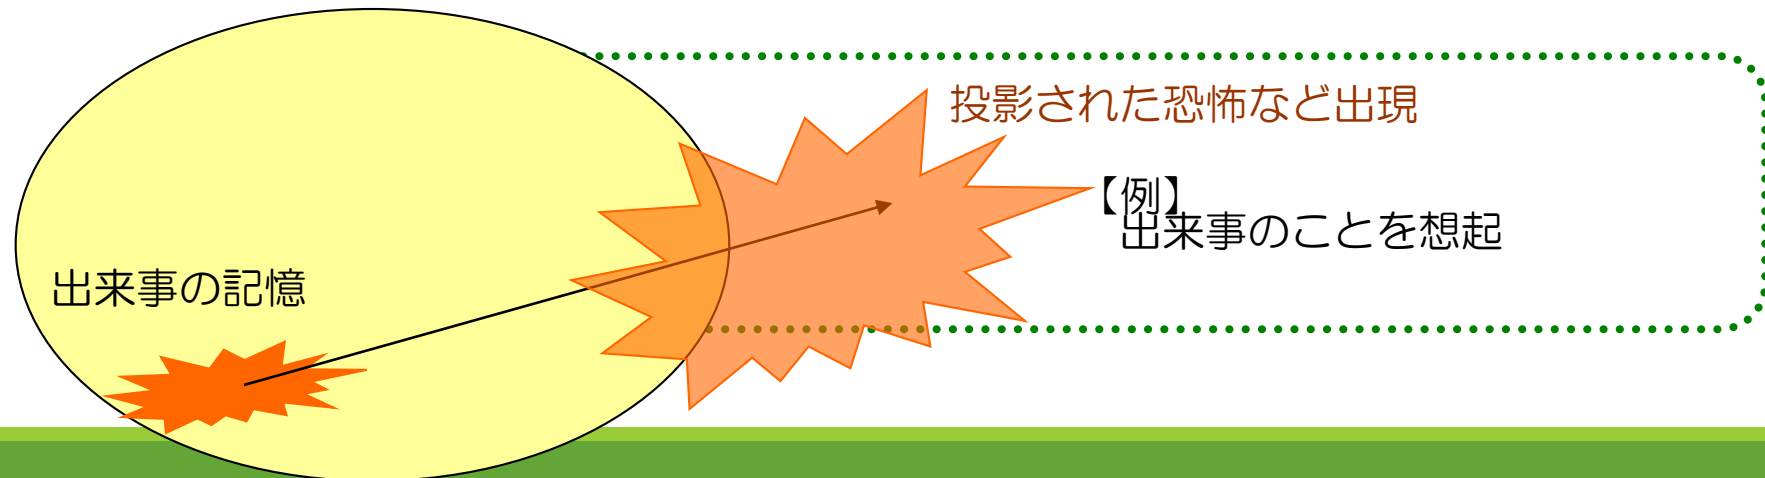 投影された恐怖など出現
【例】
出来事のことを想起
出来事の記憶